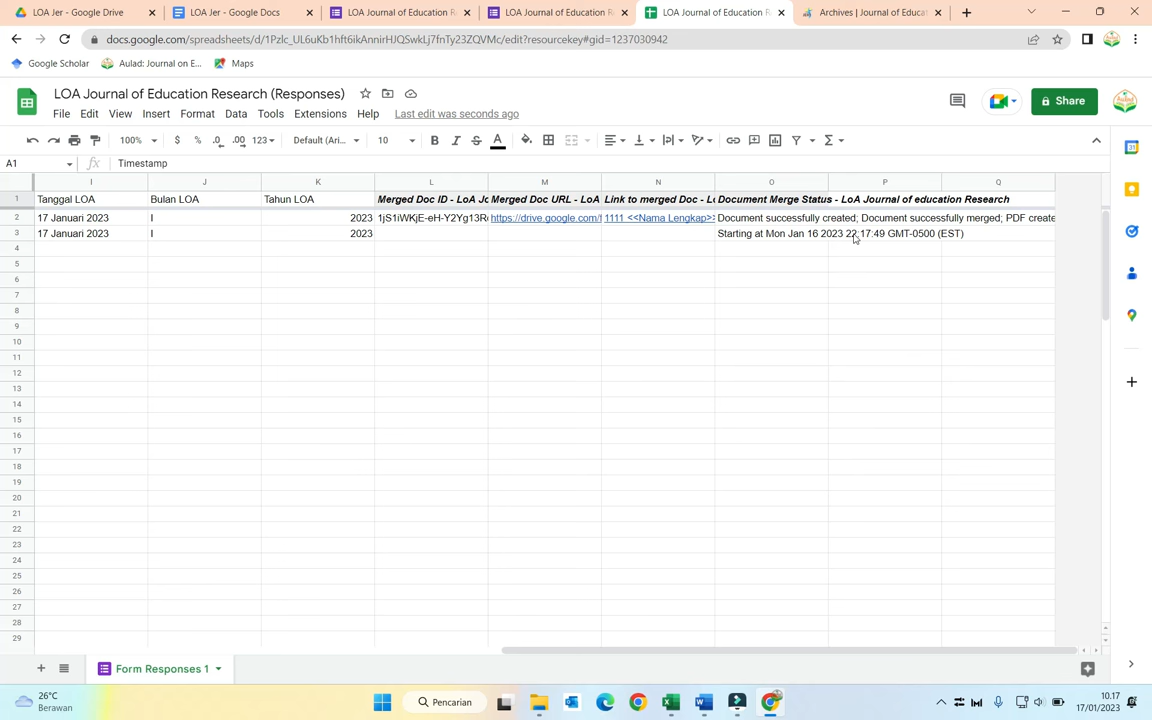 LOA Jer - Google Drive
LOA Jer - Google Docs
LOA Journal of Education R
LOA Journal of Education R
LOA Journal of Education R
Archives | Journal of Educat
docs.google.com/spreadsheets/d/1PzIc_UL6uKb1hft6ikAnnirHJQSwkLj7fnTy23ZQVMc/edit?resourcekey#gid=1237030942
Google Scholar
Aulad: Journal on E...
Maps
LOA Journal of Education Research (Responses)
File Edit View Insert Format Data Tools Extensions Help Last edit was seconds ago
Share
100% $ % .0 .00 123 Default (Ari... 10 B I S A
A1 fx Timestamp
I J K L M N O P Q
1 Tanggal LOA Bulan LOA Tahun LOA Merged Doc ID - LoA Jo Merged Doc URL - LoA Link to merged Doc - Lo Document Merge Status - LoA Journal of education Research
2 17 Januari 2023 I 2023 1jS1iWKjE-eH-Y2Yg13R https://drive.google.com/ 1111 <<Nama Lengkap>> Document successfully created; Document successfully merged; PDF create
3 17 Januari 2023 I 2023 Starting at Mon Jan 16 2023 22:17:49 GMT-0500 (EST)
4
5
6
7
8
9
10
11
12
13
14
15
16
17
18
19
20
21
22
23
24
25
26
27
28
29
Form Responses 1
26°C
Berawan
Pencarian
10.17
17/01/2023